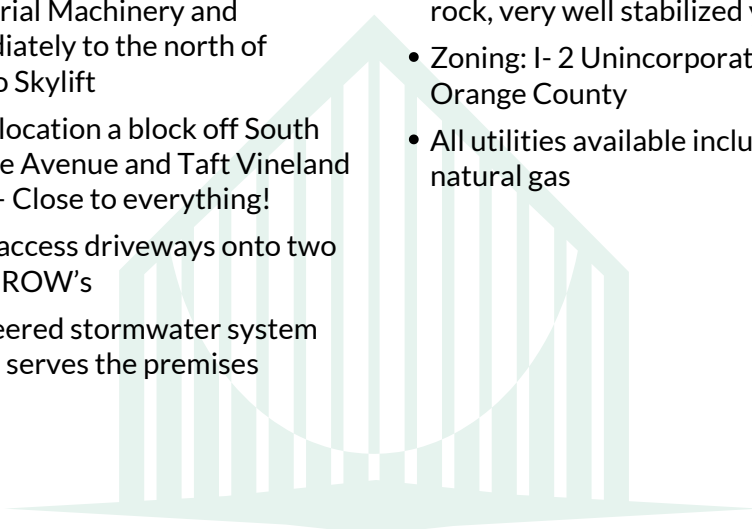 rial Machinery and
diately to the north of
o Skylift
location a block off South
e Avenue and Taft Vineland
- Close to everything!
access driveways onto two
ROW's
eered stormwater system
serves the premises
rock, very well stabilized
• Zoning: I- 2 Unincorporat
Orange County
• All utilities available inclu
natural gas